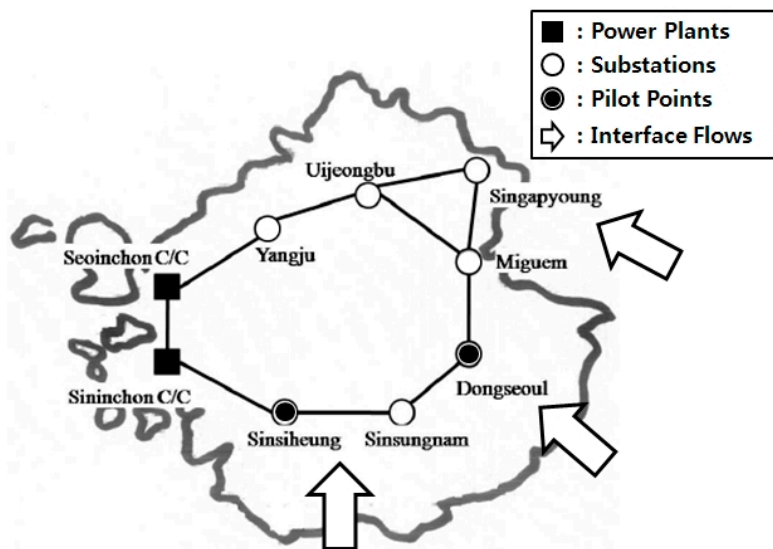 : Power Plants
: Substations
: Pilot Points
: Interface Flows
Uijeongbu
Singapyoung
Yangju
Miguem
Seoinchon C/C
Sininchon C/C
Dongseoul
Sinsiheung
Sinsungnam